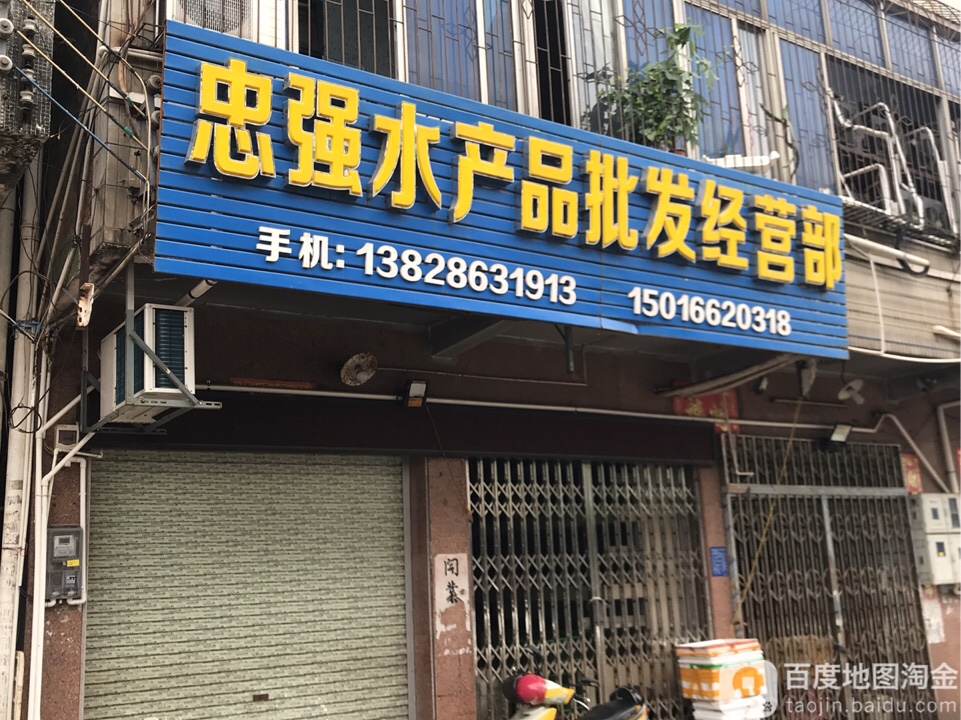 忠强水产品批发经营部
手机:13828631913 15016620318
百度地图淘金
taojin.baidu.com